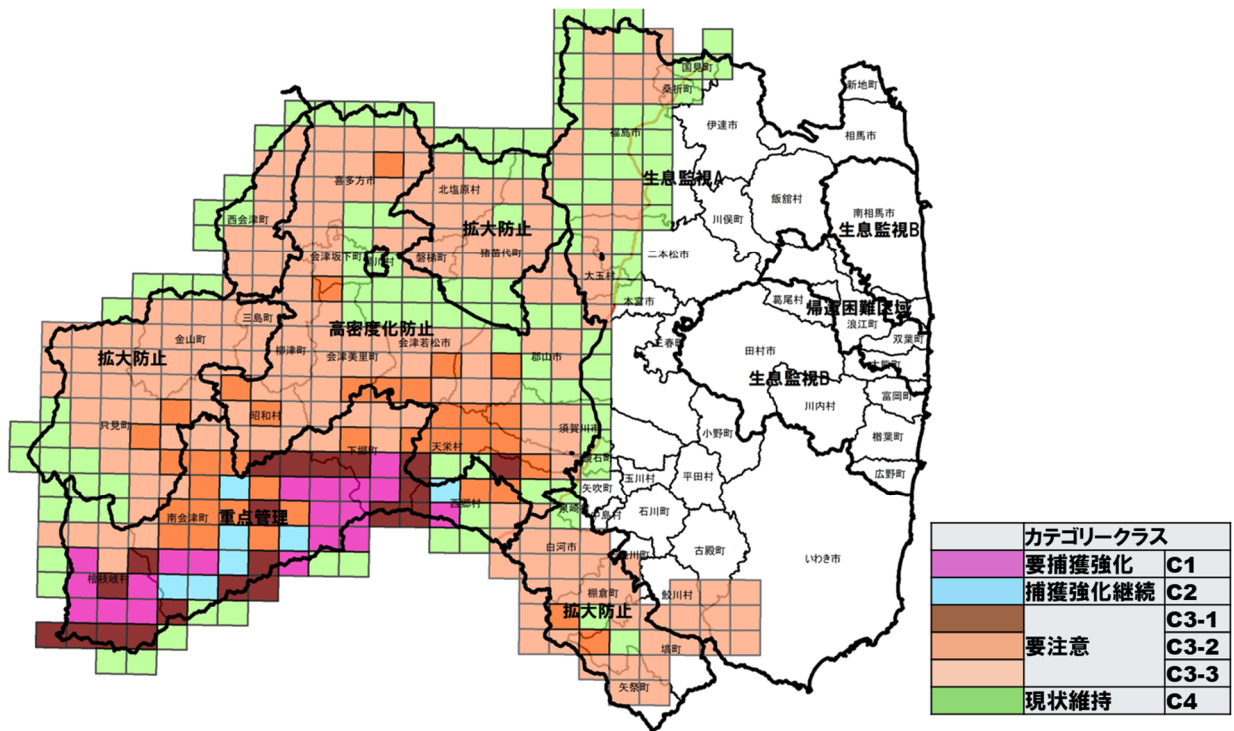 国見町
桑折町
新地町
伊達市
福島市
相馬市
喜多方市
生息監視A
北塩原村
飯舘村
南相馬市
西会津町
川俣町
拡大防止
生息監視B
会津坂下町
磐梯町
猪苗代町
二本松市
大玉村
本宮市
葛尾村
帰還困難区域
三島町
浪江町
高密度化防止
金山町
双葉町
拡大防止
柳津町
会津美里町
会津若松市
郡山市
三春町
田村市
生息監視B
富岡町
川内村
只見町
昭和村
須賀川市
小野町
下郷町
天栄村
楢葉町
広野町
玉川村
平田村
矢吹町
西郷村
泉崎村
中島村
石川町
南会津町
重点管理
白河市
古殿町
いわき市
檜枝岐村
棚倉町
鮫川村
拡大防止
塙町
矢祭町
カテゴリークラス
要捕獲強化 C1
捕獲強化継続 C2
C3-1
要注意 C3-2
C3-3
現状維持 C4